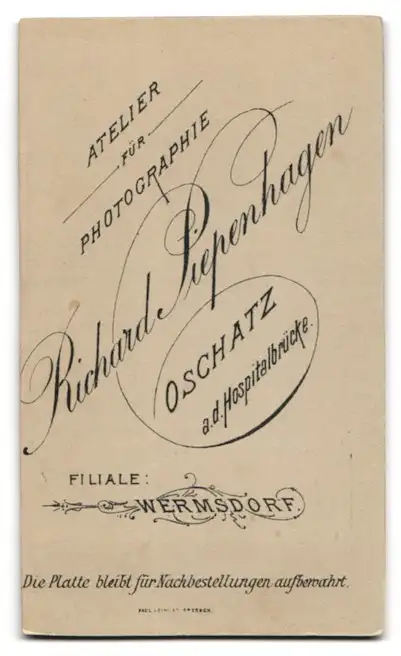 ATELIER
FÜR
PHOTOGRAPHIE
Richard Piepenhagen
OSCHATZ
a.d. Hospitalbrücke.
FILIALE:
WERMSDORF.
Die Platte bleibt für Nachbestellungen aufbewahrt.